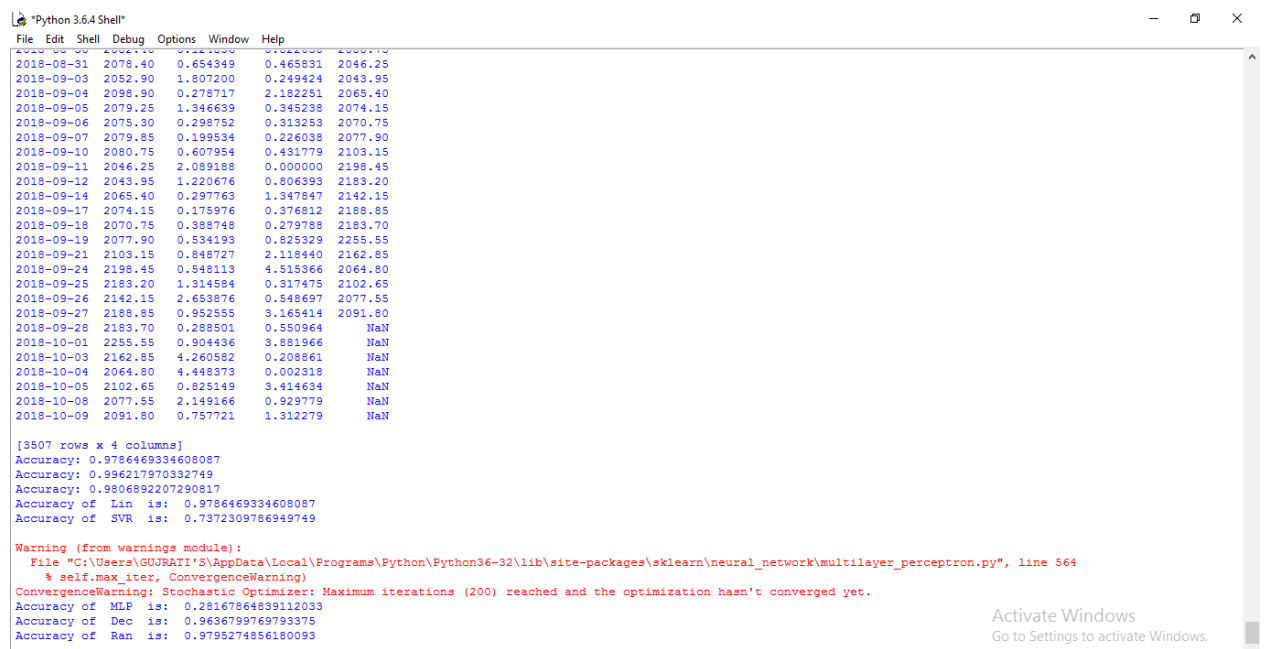 *Python 3.6.4 Shell*
File Edit Shell Debug Options Window Help
2018-08-31 2078.40 0.654349 0.465831 2046.25
2018-09-03 2052.90 1.807200 0.249424 2043.95
2018-09-04 2098.90 0.278717 2.182251 2065.40
2018-09-05 2079.25 1.346639 0.345238 2074.15
2018-09-06 2075.30 0.298752 0.313253 2070.75
2018-09-07 2079.85 0.199534 0.226038 2077.90
2018-09-10 2080.75 0.607954 0.431779 2103.15
2018-09-11 2046.25 2.089188 0.000000 2198.45
2018-09-12 2043.95 1.220676 0.806393 2183.20
2018-09-14 2065.40 0.297763 1.347847 2142.15
2018-09-17 2074.15 0.175976 0.376812 2188.85
2018-09-18 2070.75 0.388748 0.279788 2183.70
2018-09-19 2077.90 0.534193 0.825329 2255.55
2018-09-21 2103.15 0.848727 2.118440 2162.85
2018-09-24 2198.45 0.548113 4.515366 2064.80
2018-09-25 2183.20 1.314584 0.317475 2102.65
2018-09-26 2142.15 2.653876 0.548697 2077.55
2018-09-27 2188.85 0.952555 3.165414 2091.80
2018-09-28 2183.70 0.288501 0.550964 NaN
2018-10-01 2255.55 0.904436 3.881966 NaN
2018-10-03 2162.85 4.260582 0.208861 NaN
2018-10-04 2064.80 4.448373 0.002318 NaN
2018-10-05 2102.65 0.825149 3.414634 NaN
2018-10-08 2077.55 2.149166 0.929779 NaN
2018-10-09 2091.80 0.757721 1.312279 NaN
[3507 rows x 4 columns]
Accuracy: 0.9786469334608087
Accuracy: 0.996217970332749
Accuracy: 0.9806892207290817
Accuracy of Lin is: 0.9786469334608087
Accuracy of SVR is: 0.7372309786949749
Warning (from warnings module):
File "C:\Users\GUJRATI'S\AppData\Local\Programs\Python\Python36-32\lib\site-packages\sklearn\neural_network\multilayer_perceptron.py", line 564
% self.max_iter, ConvergenceWarning)
ConvergenceWarning: Stochastic Optimizer: Maximum iterations (200) reached and the optimization hasn't converged yet.
Accuracy of MLP is: 0.28167864839112033
Accuracy of Dec is: 0.9636799769793375
Accuracy of Ran is: 0.9795274856180093
Activate Windows
Go to Settings to activate Windows.